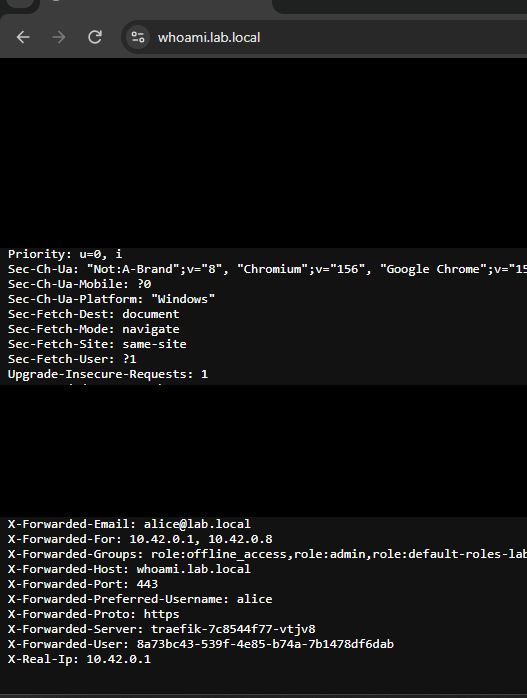 whoami.lab.local
Priority: u=0, i
Sec-Ch-Ua: "Not:A-Brand";v="8", "Chromium";v="156", "Google Chrome";v="15
Sec-Ch-Ua-Mobile: ?0
Sec-Ch-Ua-Platform: "Windows"
Sec-Fetch-Dest: document
Sec-Fetch-Mode: navigate
Sec-Fetch-Site: same-site
Sec-Fetch-User: ?1
Upgrade-Insecure-Requests: 1
X-Forwarded-Email: alice@lab.local
X-Forwarded-For: 10.42.0.1, 10.42.0.8
X-Forwarded-Groups: role:offline_access,role:admin,role:default-roles-lab
X-Forwarded-Host: whoami.lab.local
X-Forwarded-Port: 443
X-Forwarded-Preferred-Username: alice
X-Forwarded-Proto: https
X-Forwarded-Server: traefik-7c8544f77-vtjv8
X-Forwarded-User: 8a73bc43-539f-4e85-b74a-7b1478df6dab
X-Real-Ip: 10.42.0.1